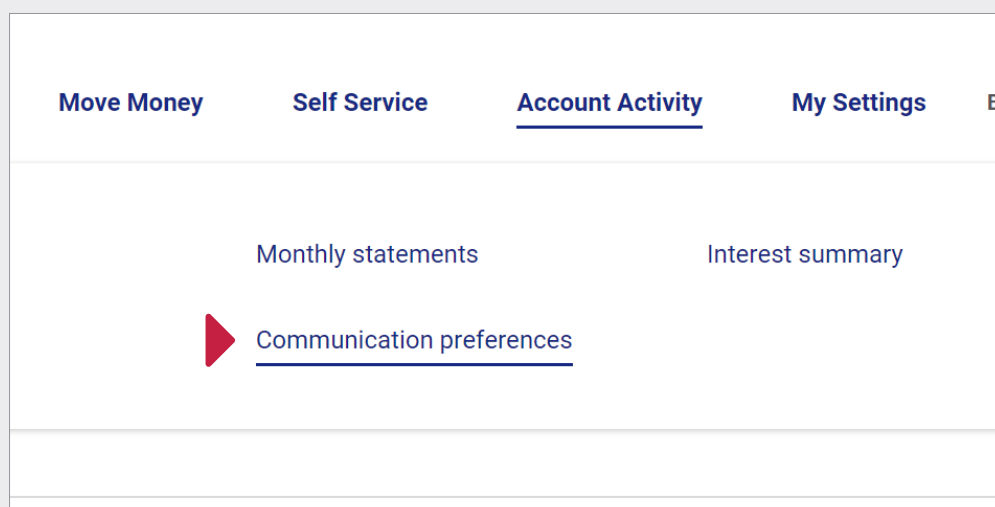 Move Money Self Service Account Activity My Settings
Monthly statements Interest summary
Communication preferences